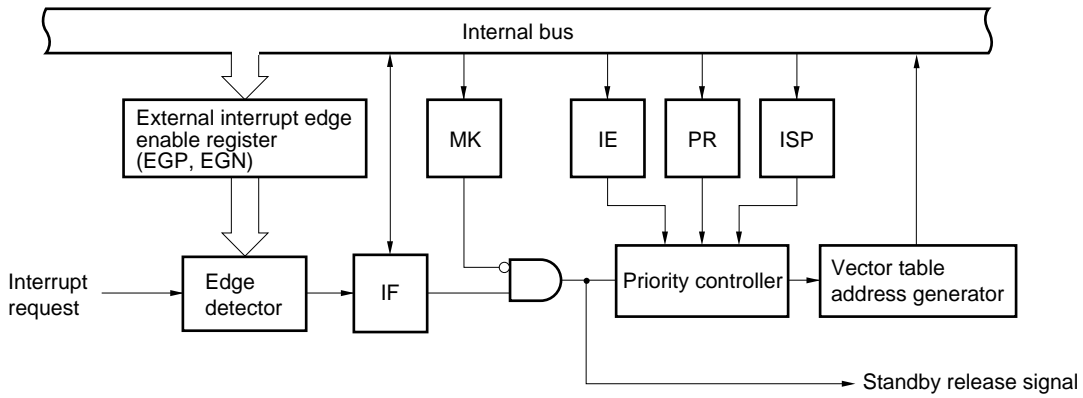 Internal bus
External interrupt edge
enable register
(EGP, EGN)
MK
IE
PR
ISP
Interrupt
request
Edge
detector
IF
Priority controller
Vector table
address generator
Standby release signal